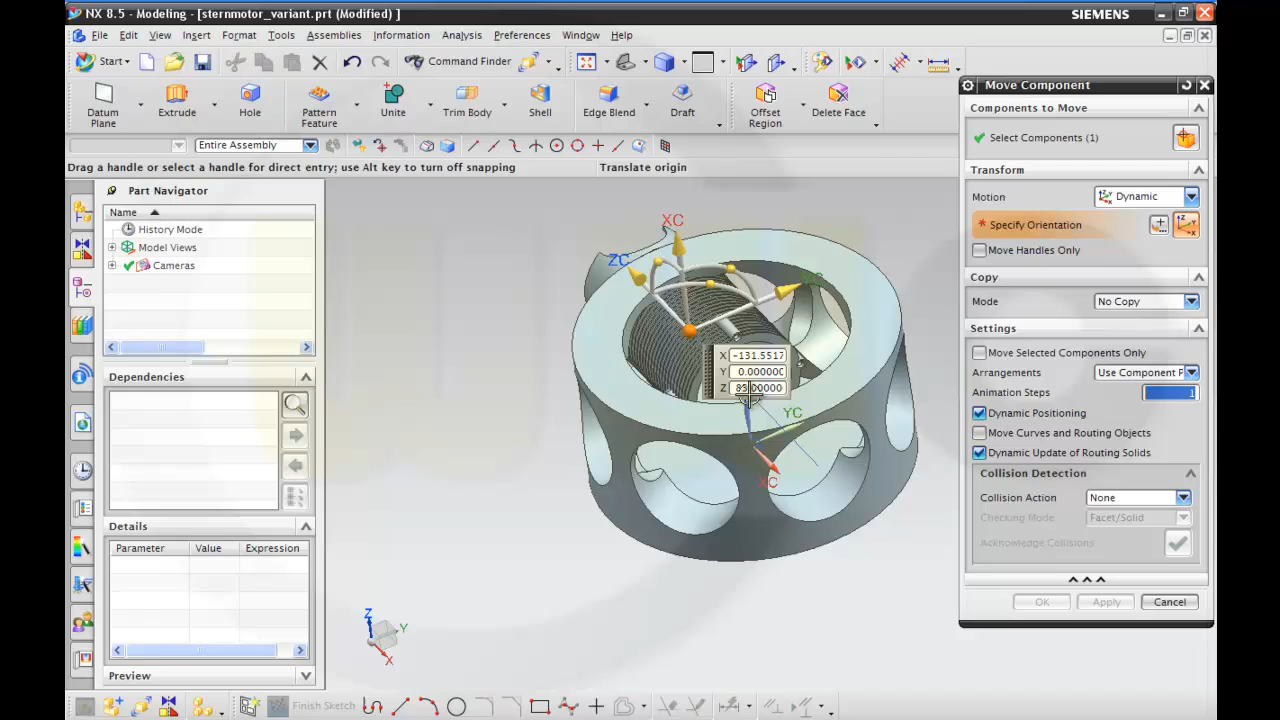 NX 8.5 - Modeling - [sternmotor_variant.prt (Modified) ]
SIEMENS
File Edit View Insert Format Tools Assemblies Information Analysis Preferences Window Help
Start
Command Finder
Datum Plane
Extrude
Hole
Pattern Feature
Unite
Trim Body
Shell
Edge Blend
Draft
Offset Region
Delete Face
Entire Assembly
Drag a handle or select a handle for direct entry; use Alt key to turn off snapping
Translate origin
Part Navigator
Name
History Mode
Model Views
Cameras
Dependencies
Details
Parameter Value Expression
Preview
XC
ZC
X -131.5517
Y 0.00000
Z
YC
XC
Z
Y
X
Finish Sketch
Move Component
Components to Move
Select Components (1)
Transform
Motion Dynamic
* Specify Orientation
Move Handles Only
Copy
Mode No Copy
Settings
Move Selected Components Only
Arrangements Use Component P
Animation Steps 1
Dynamic Positioning
Move Curves and Routing Objects
Dynamic Update of Routing Solids
Collision Detection
Collision Action None
Checking Mode Facet/Solid
Acknowledge Collisions
OK Apply Cancel